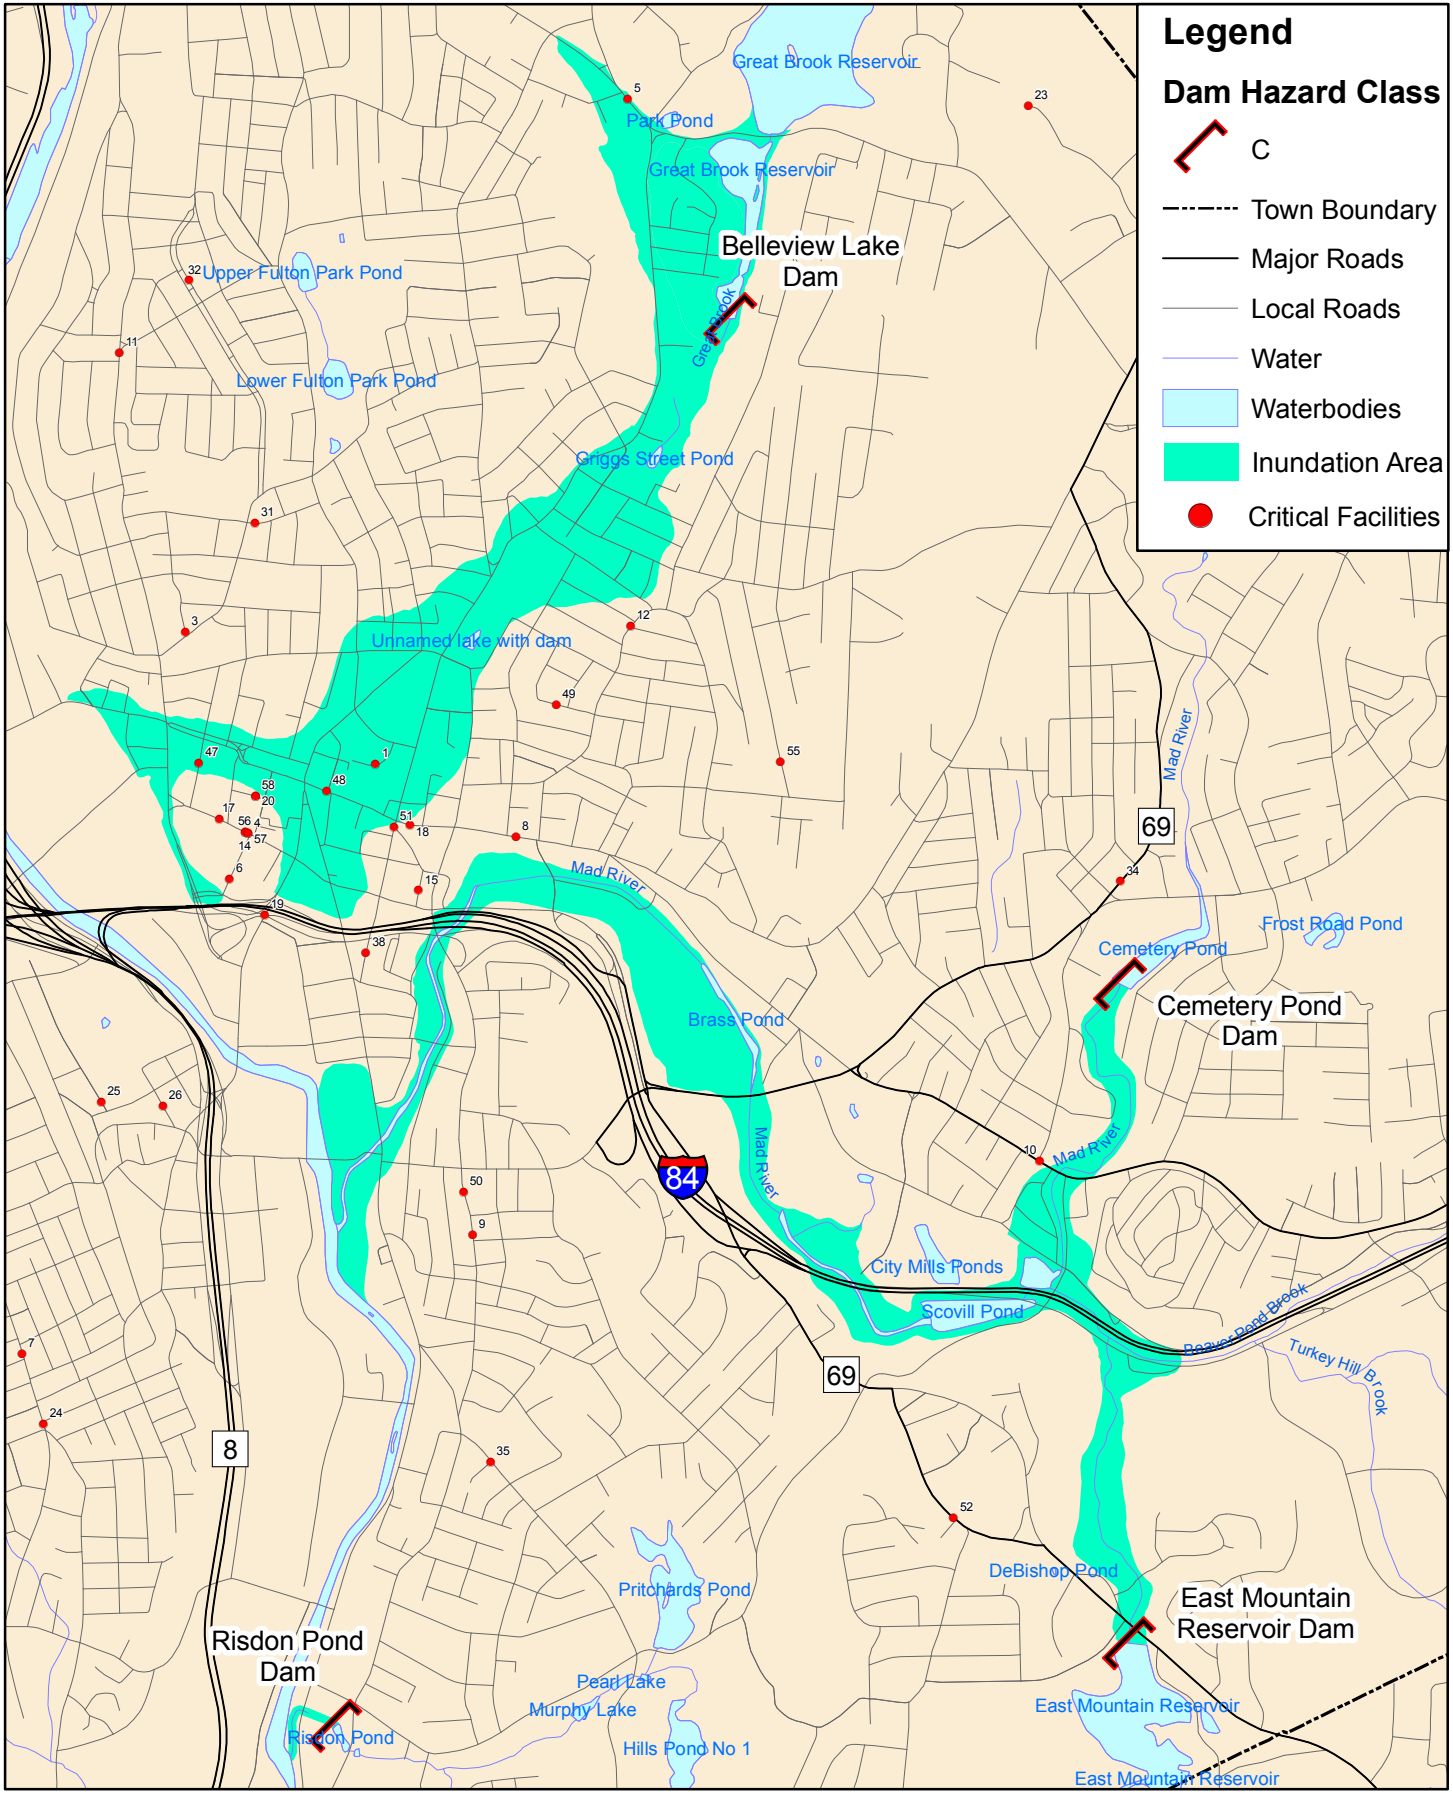 Legend
Dam Hazard Class
C
Town Boundary
Major Roads
Local Roads
Water
Waterbodies
Inundation Area
Critical Facilities
Great Brook Reservoir
5
23
Park Pond
Great Brook Reservoir
Belleview Lake
Dam
32
Upper Fulton Park Pond
Great Brook
11
Lower Fulton Park Pond
Griggs Street Pond
31
3
12
Unnamed lake with dam
49
Mad River
47
1
55
58
48
20
17
51
56
4
18
8
57
14
69
6
Mad River
15
34
19
Frost Road Pond
38
Cemetery Pond
Cemetery Pond
Dam
Brass Pond
25
26
Mad River
10
Mad River
84
50
9
City Mills Ponds
Scovill Pond
Beaver Pond Brook
Turkey Hill Brook
7
69
24
8
35
52
DeBishop Pond
Pritchards Pond
East Mountain
Reservoir Dam
Risdon Pond
Dam
Pearl Lake
Murphy Lake
East Mountain Reservoir
Risdon Pond
Hills Pond No 1
East Mountain Reservoir